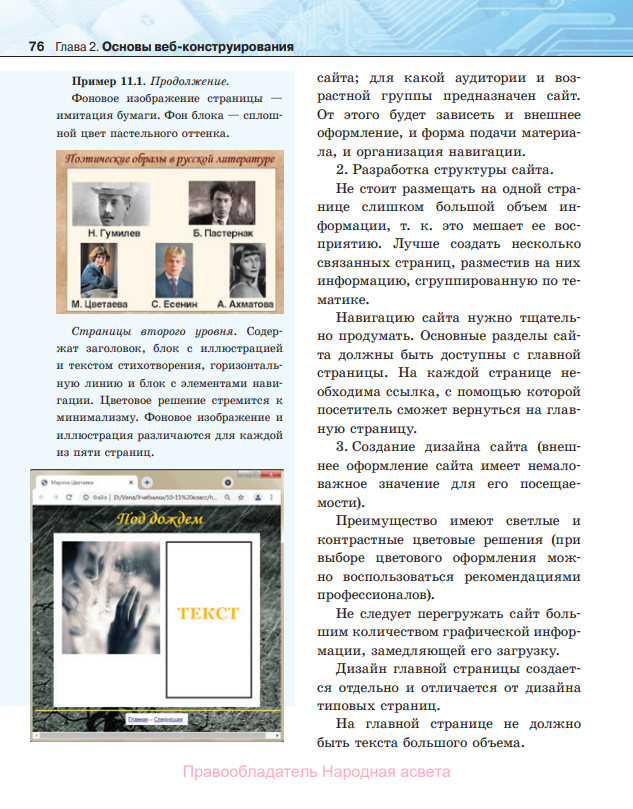 76 Глава 2. Основы веб-конструирования
Пример 11.1. Продолжение.
Фоновое изображение страницы —
имитация бумаги. Фон блока — сплош-
ной цвет пастельного оттенка.
Поэтические образы в русской литературе
Н. Гумилев
Б. Пастернак
М. Цветаева
С. Есенин
А. Ахматова
Страницы второго уровня. Содер-
жат заголовок, блок с иллюстрацией
и текстом стихотворения, горизонталь-
ную линию и блок с элементами нави-
гации. Цветовое решение стремится к
минимализму. Фоновое изображение и
иллюстрация различаются для каждой
из пяти страниц.
Марина Цветаева
Файл
Под дождем
ТЕКСТ
Главная – Следующая
сайта; для какой аудитории и воз-
растной группы предназначен сайт.
От этого будет зависеть и внешнее
оформление, и форма подачи материа-
ла, и организация навигации.
2. Разработка структуры сайта.
Не стоит размещать на одной стра-
нице слишком большой объем ин-
формации, т. к. это мешает ее вос-
приятию. Лучше создать несколько
связанных страниц, разместив на них
информацию, сгруппированную по те-
матике.
Навигацию сайта нужно тщатель-
но продумать. Основные разделы сай-
та должны быть доступны с главной
страницы. На каждой странице не-
обходима ссылка, с помощью которой
посетитель сможет вернуться на глав-
ную страницу.
3. Создание дизайна сайта (внеш-
нее оформление сайта имеет немало-
важное значение для его посещае-
мости).
Преимущество имеют светлые и
контрастные цветовые решения (при
выборе цветового оформления мож-
но воспользоваться рекомендациями
профессионалов).
Не следует перегружать сайт боль-
шим количеством графической инфор-
мации, замедляющей его загрузку.
Дизайн главной страницы создает-
ся отдельно и отличается от дизайна
типовых страниц.
На главной странице не должно
быть текста большого объема.
Правообладатель Народная асвета